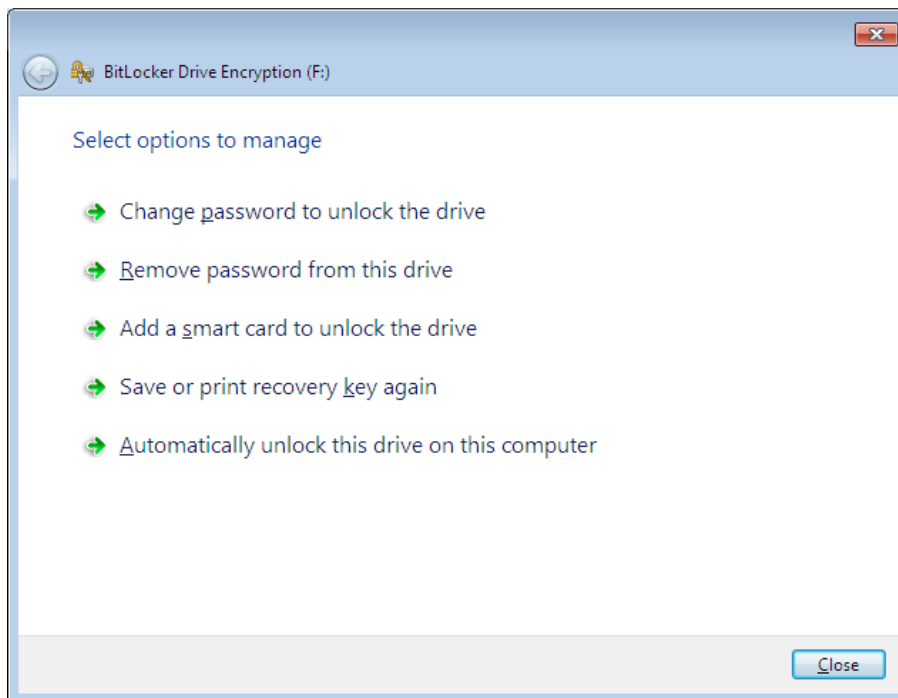 BitLocker Drive Encryption (F:)
Select options to manage
Change password to unlock the drive
Remove password from this drive
Add a smart card to unlock the drive
Save or print recovery key again
Automatically unlock this drive on this computer
Close